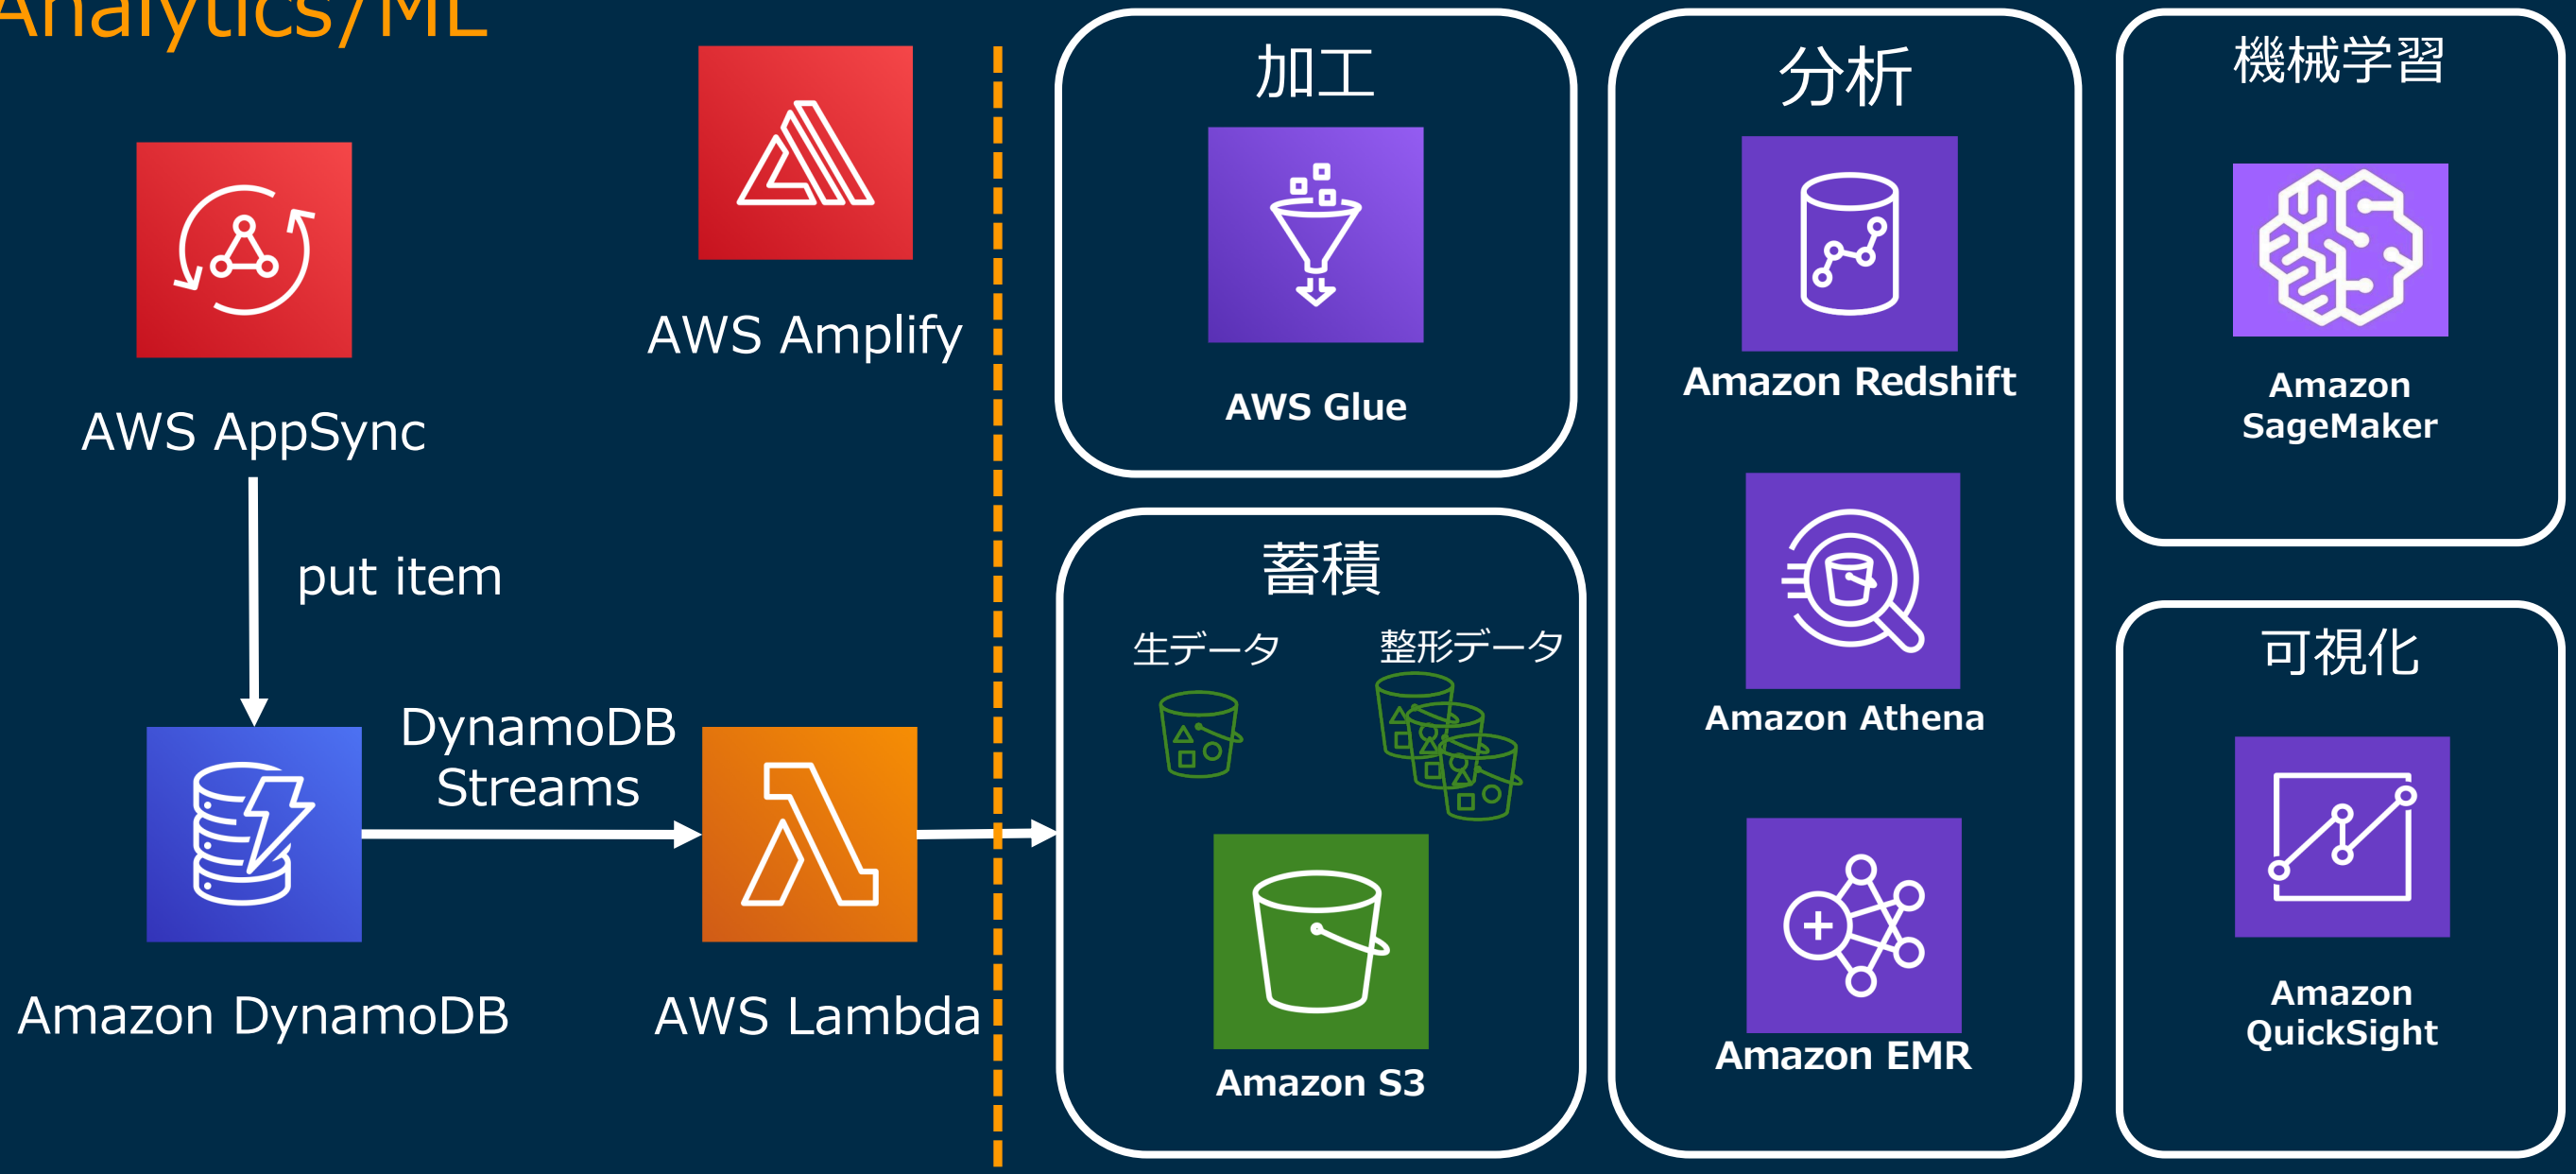 Analytics/ML
AWS Amplify
AWS AppSync
put item
DynamoDB
Streams
Amazon DynamoDB
AWS Lambda
加工
AWS Glue
蓄積
生データ
整形データ
Amazon S3
分析
Amazon Redshift
Amazon Athena
Amazon EMR
機械学習
Amazon
SageMaker
可視化
Amazon
QuickSight